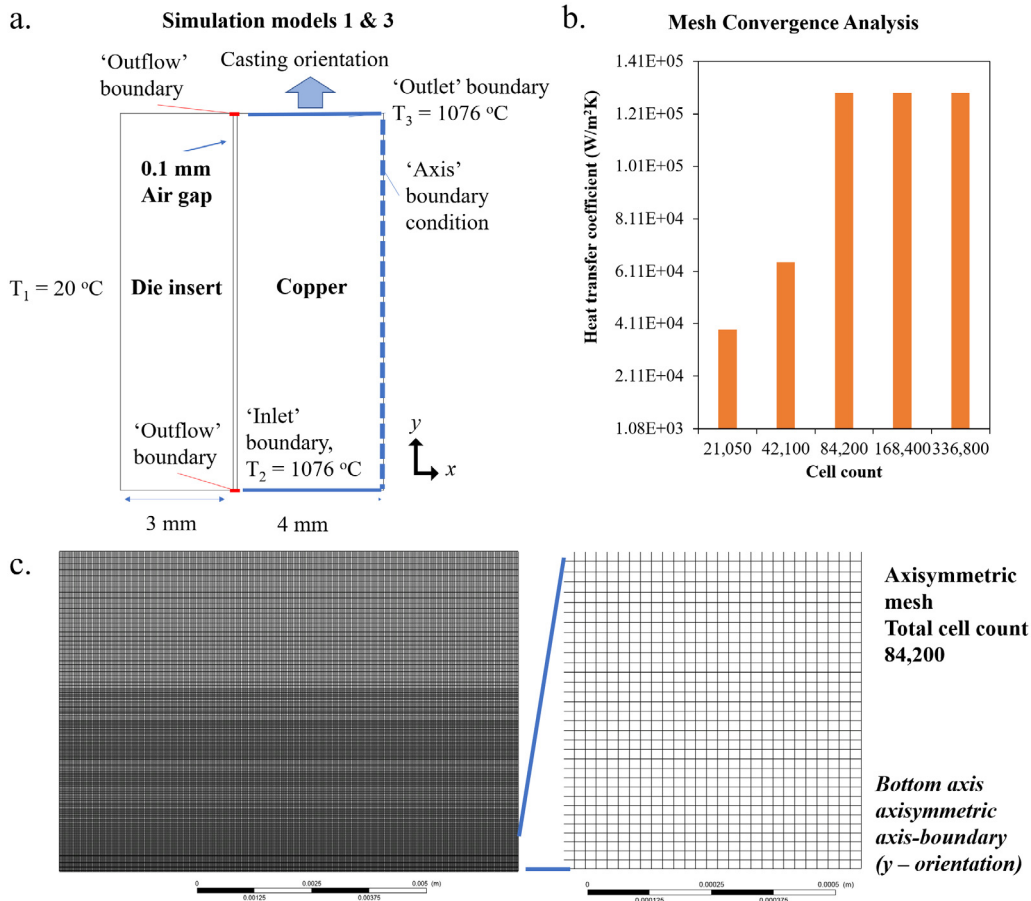 a.
Simulation models 1 & 3
‘Outflow’
boundary
Casting orientation
‘Outlet’ boundary
T3 = 1076 oC
0.1 mm
Air gap
‘Axis’
boundary
condition
T1 = 20 oC
Die insert
Copper
‘Outflow’
boundary
‘Inlet’
boundary,
T2 = 1076 oC
y
x
3 mm
4 mm
b.
Mesh Convergence Analysis
Heat transfer coefficient (W/m²K)
1.41E+05
1.21E+05
1.01E+05
8.11E+04
6.11E+04
4.11E+04
2.11E+04
1.08E+03
21,050 42,100 84,200 168,400 336,800
Cell count
c.
Axisymmetric
mesh
Total cell count
84,200
Bottom axis
axisymmetric
axis-boundary
(y – orientation)
0 0.0025 0.005 (m)
0.00125 0.00375
0 0.00025 0.0005 (m)
0.000125 0.000375